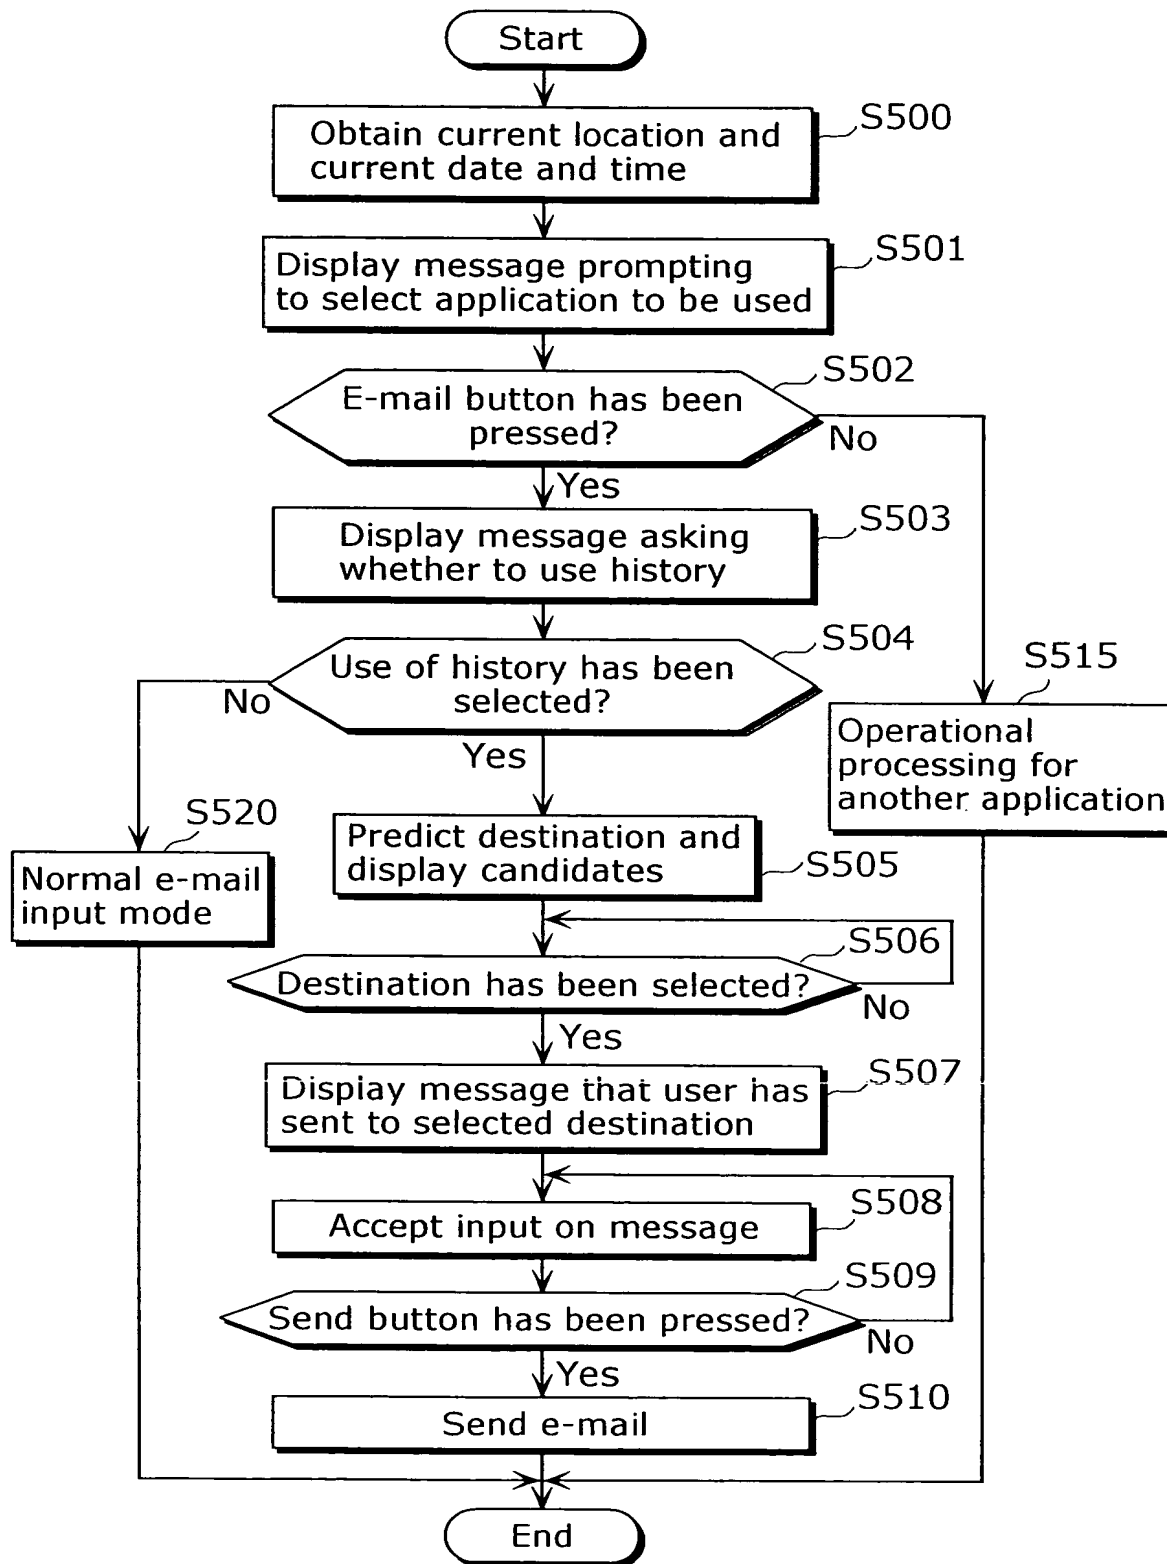 Start
S500
Obtain current location and
current date and time
S501
Display message prompting
to select application to be used
S502
E-mail button has been
pressed?
No
Yes
S503
Display message asking
whether to use history
S504
Use of history has been
selected?
No
Yes
S515
Operational
processing for
another application
S520
Normal e-mail
input mode
Predict destination and
display candidates
S505
S506
Destination has been selected?
No
Yes
S507
Display message that user has
sent to selected destination
S508
Accept input on message
S509
Send button has been pressed?
No
Yes
S510
Send e-mail
End